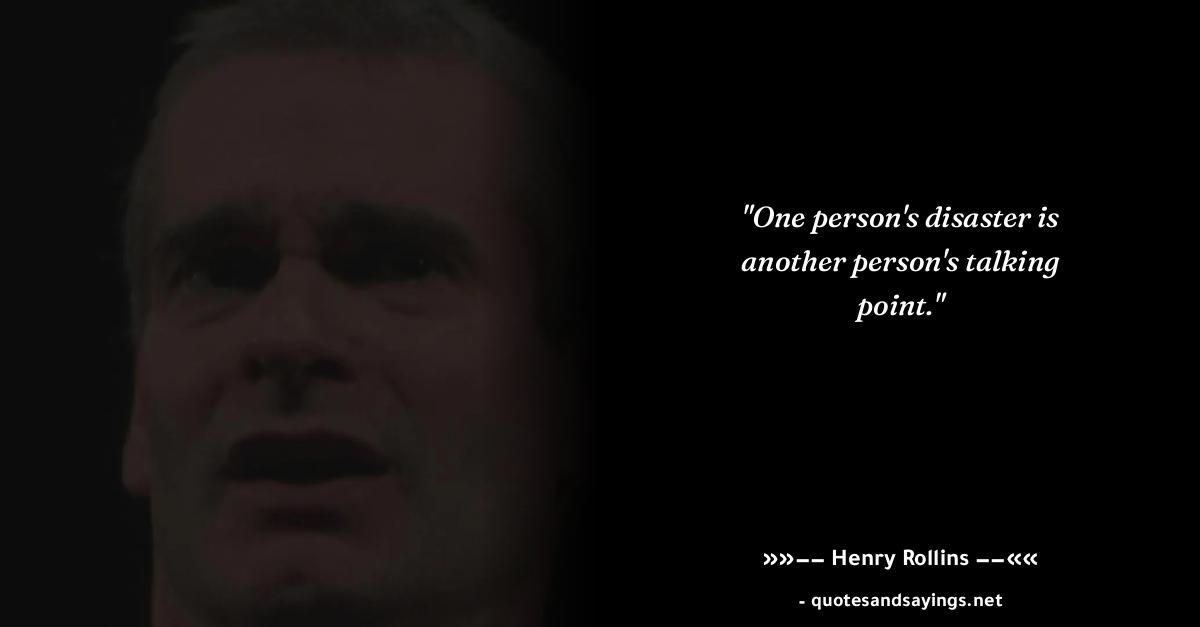 "One person's disaster is
another person's talking
point."
»»−− Henry Rollins −−««
- quotesandsayings.net